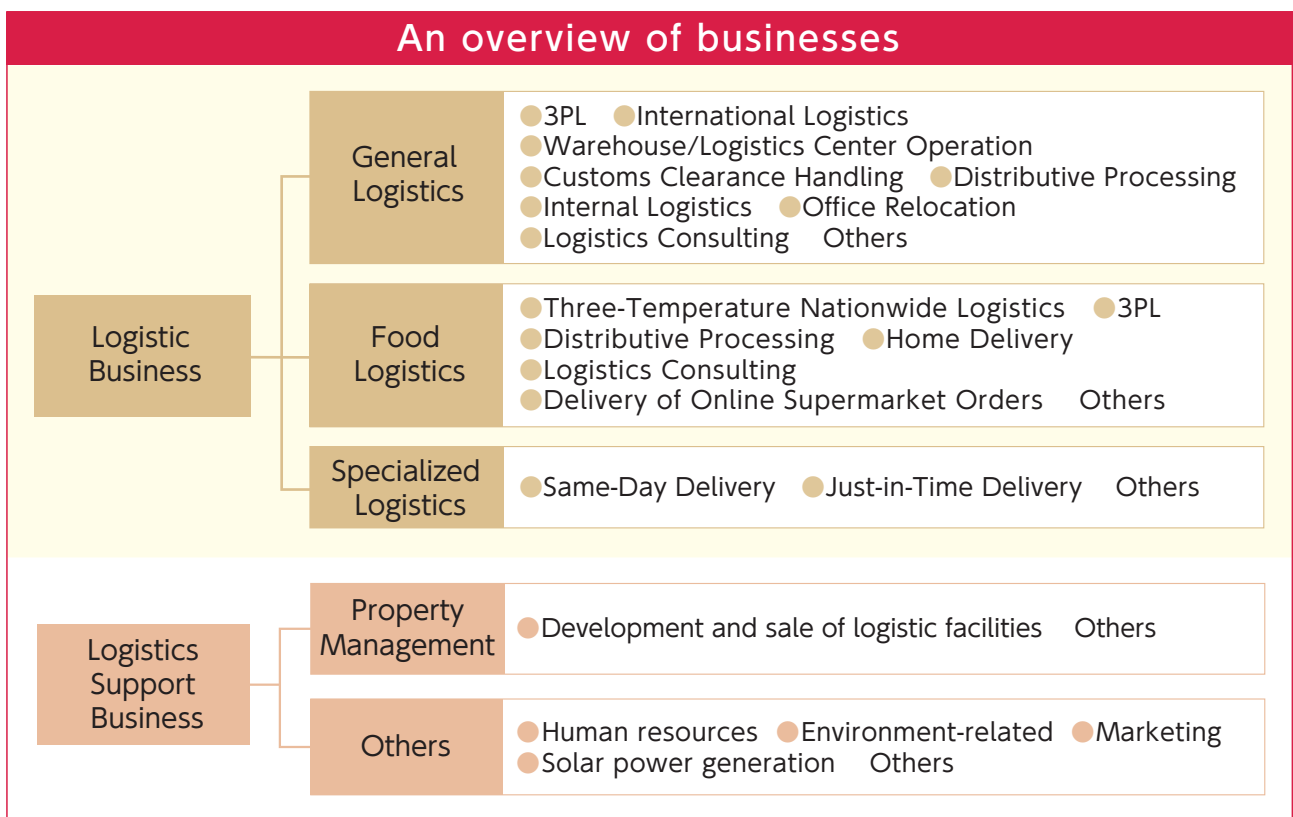 An overview of businesses
Logistic
Business
General
Logistics
●3PL ●International Logistics
●Warehouse/Logistics Center Operation
●Customs Clearance Handling ●Distributive Processing
●Internal Logistics ●Office Relocation
●Logistics Consulting Others
Food
Logistics
●Three-Temperature Nationwide Logistics ●3PL
●Distributive Processing ●Home Delivery
●Logistics Consulting
●Delivery of Online Supermarket Orders Others
Specialized
Logistics
●Same-Day Delivery ●Just-in-Time Delivery Others
Logistics
Support
Business
Property
Management
●Development and sale of logistic facilities Others
Others
●Human resources ●Environment-related ●Marketing
●Solar power generation Others